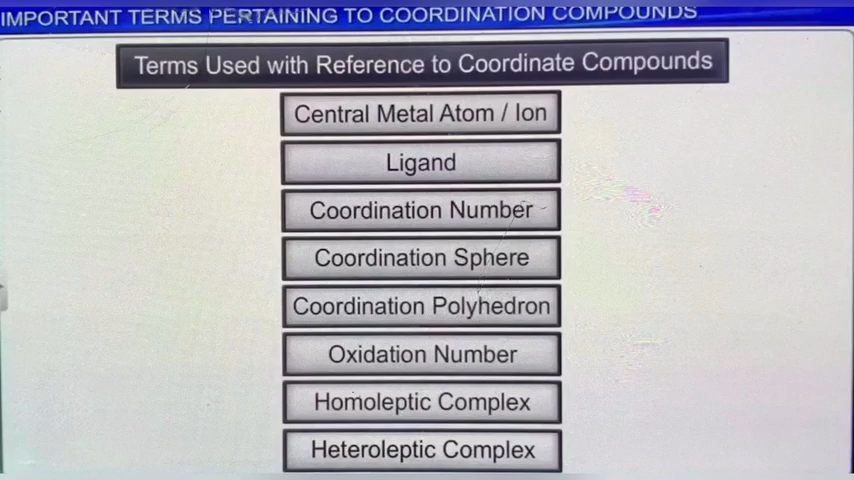 IMPORTANT TERMS PERTAINING TO COORDINATION COMPOUNDS
Terms Used with Reference to Coordinate Compounds
Central Metal Atom / Ion
Ligand
Coordination Number
Coordination Sphere
Coordination Polyhedron
Oxidation Number
Homoleptic Complex
Heteroleptic Complex